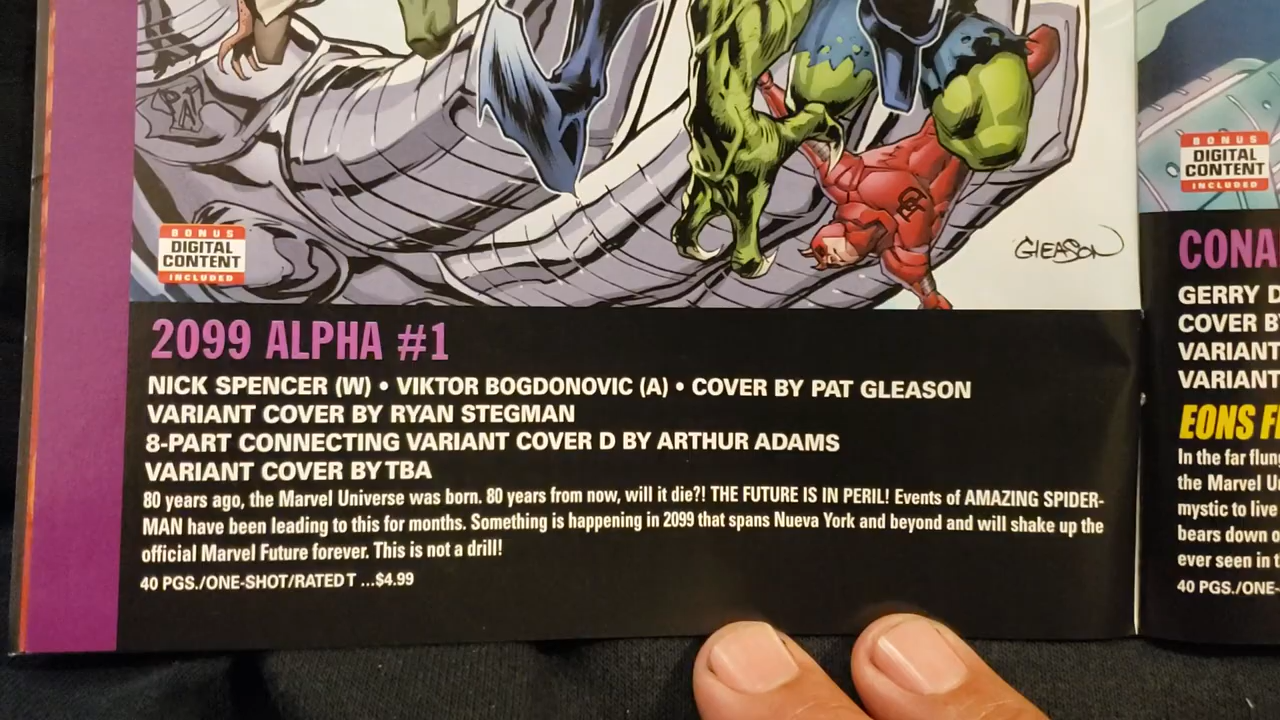 PAT
GLEASON
BONUS
DIGITAL
CONTENT
INCLUDED
2099 ALPHA #1
NICK SPENCER (W) • VIKTOR BOGDONOVIC (A) • COVER BY PAT GLEASON
VARIANT COVER BY RYAN STEGMAN
8-PART CONNECTING VARIANT COVER D BY ARTHUR ADAMS
VARIANT COVER BY TBA
80 years ago, the Marvel Universe was born. 80 years from now, will it die?! THE FUTURE IS IN PERIL! Events of AMAZING SPIDER-
MAN have been leading to this for months. Something is happening in 2099 that spans Nueva York and beyond and will shake up the
official Marvel Future forever. This is not a drill!
40 PGS./ONE-SHOT/RATED T ...$4.99
BONUS
DIGITAL
CONTENT
INCLUDED
CONA
GERRY D
COVER B
VARIANT
VARIANT
EONS F
In the far flung
the Marvel U
mystic to live
bears down o
ever seen in t
40 PGS./ONE-